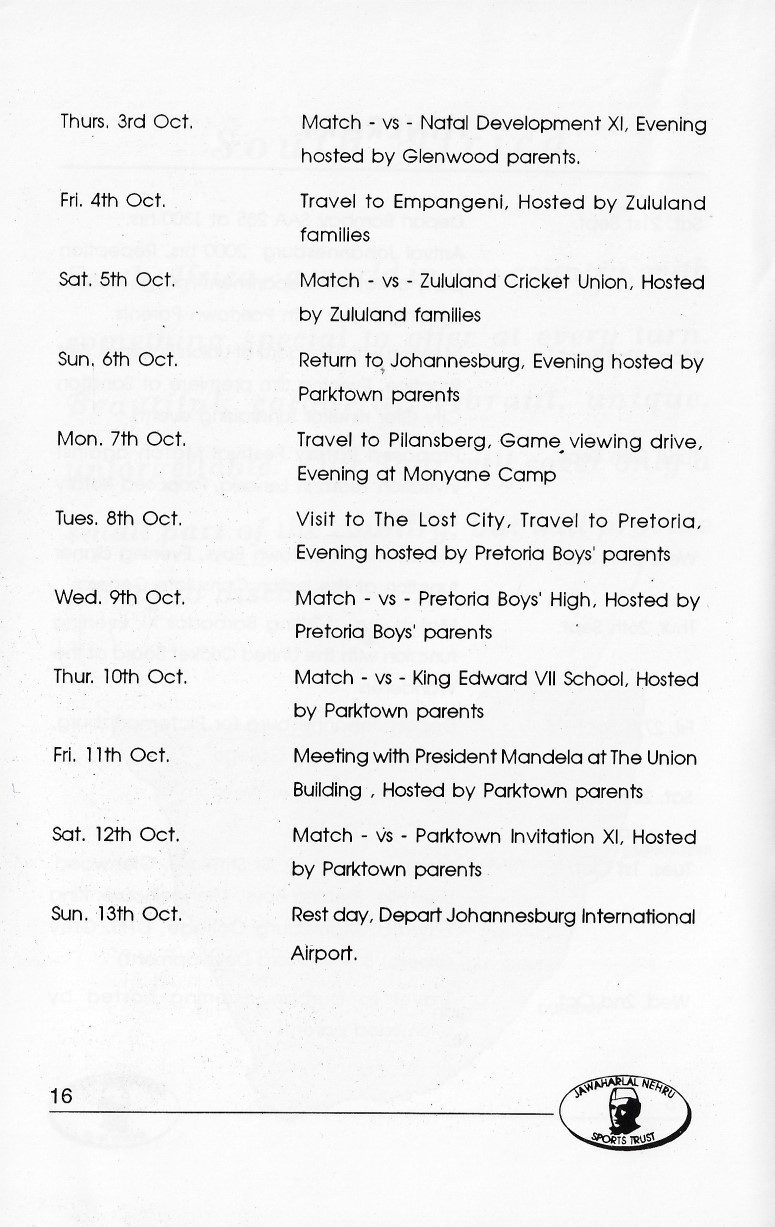 Thurs. 3rd Oct. Match - vs - Natal Development XI, Evening
hosted by Glenwood parents.
Fri. 4th Oct. Travel to Empangeni, Hosted by Zululand
families
Sat. 5th Oct. Match - vs - Zululand Cricket Union, Hosted
by Zululand families
Sun. 6th Oct. Return to Johannesburg, Evening hosted by
Parktown parents
Mon. 7th Oct. Travel to Pilansberg, Game viewing drive,
Evening at Monyane Camp
Tues. 8th Oct. Visit to The Lost City, Travel to Pretoria,
Evening hosted by Pretoria Boys' parents
Wed. 9th Oct. Match - vs - Pretoria Boys' High, Hosted by
Pretoria Boys' parents
Thur. 10th Oct. Match - vs - King Edward VII School, Hosted
by Parktown parents
Fri. 11th Oct. Meeting with President Mandela at The Union
Building , Hosted by Parktown parents
Sat. 12th Oct. Match - vs - Parktown Invitation XI, Hosted
by Parktown parents
Sun. 13th Oct. Rest day, Depart Johannesburg International
Airport.
16
JAWAHARLAL NEHRU
SPORTS TRUST